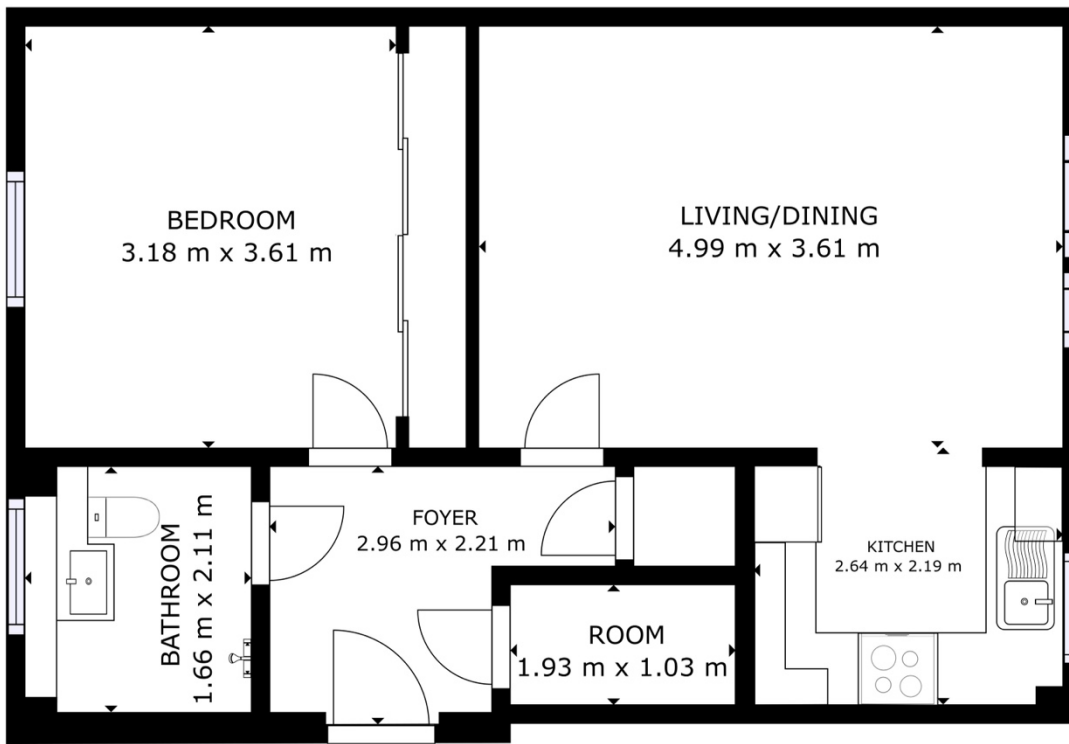 BEDROOM
3.18 m x 3.61 m
LIVING/DINING
4.99 m x 3.61 m
BATHROOM
1.66 m x 2.11 m
FOYER
2.96 m x 2.21 m
ROOM
1.93 m x 1.03 m
KITCHEN
2.64 m x 2.19 m